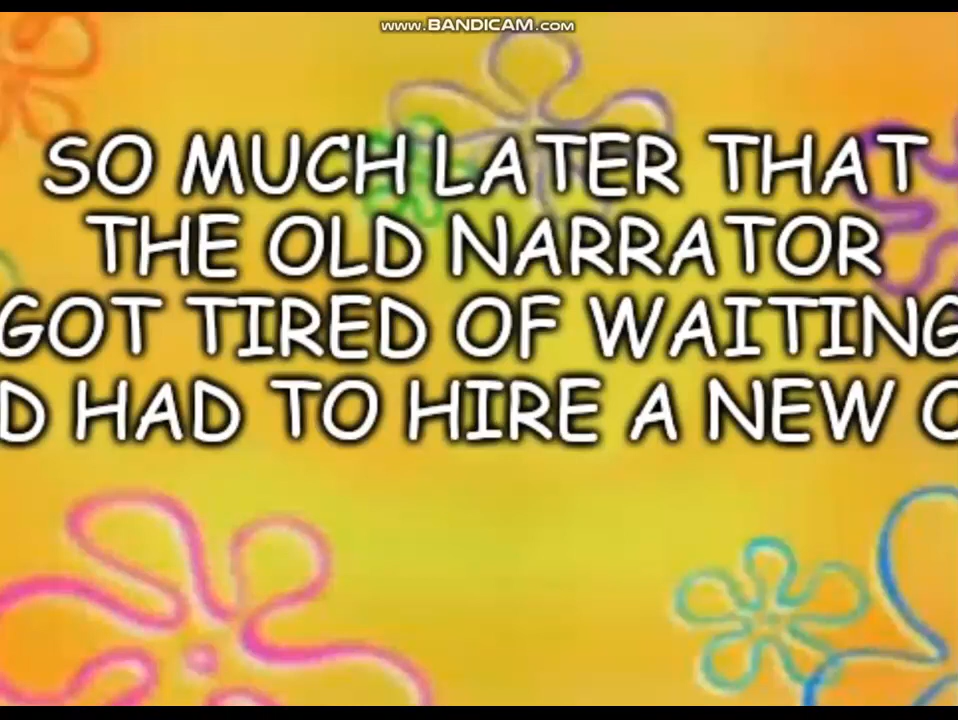 www.BANDICAM.com
SO MUCH LATER THAT
THE OLD NARRATOR
GOT TIRED OF WAITING
D HAD TO HIRE A NEW O